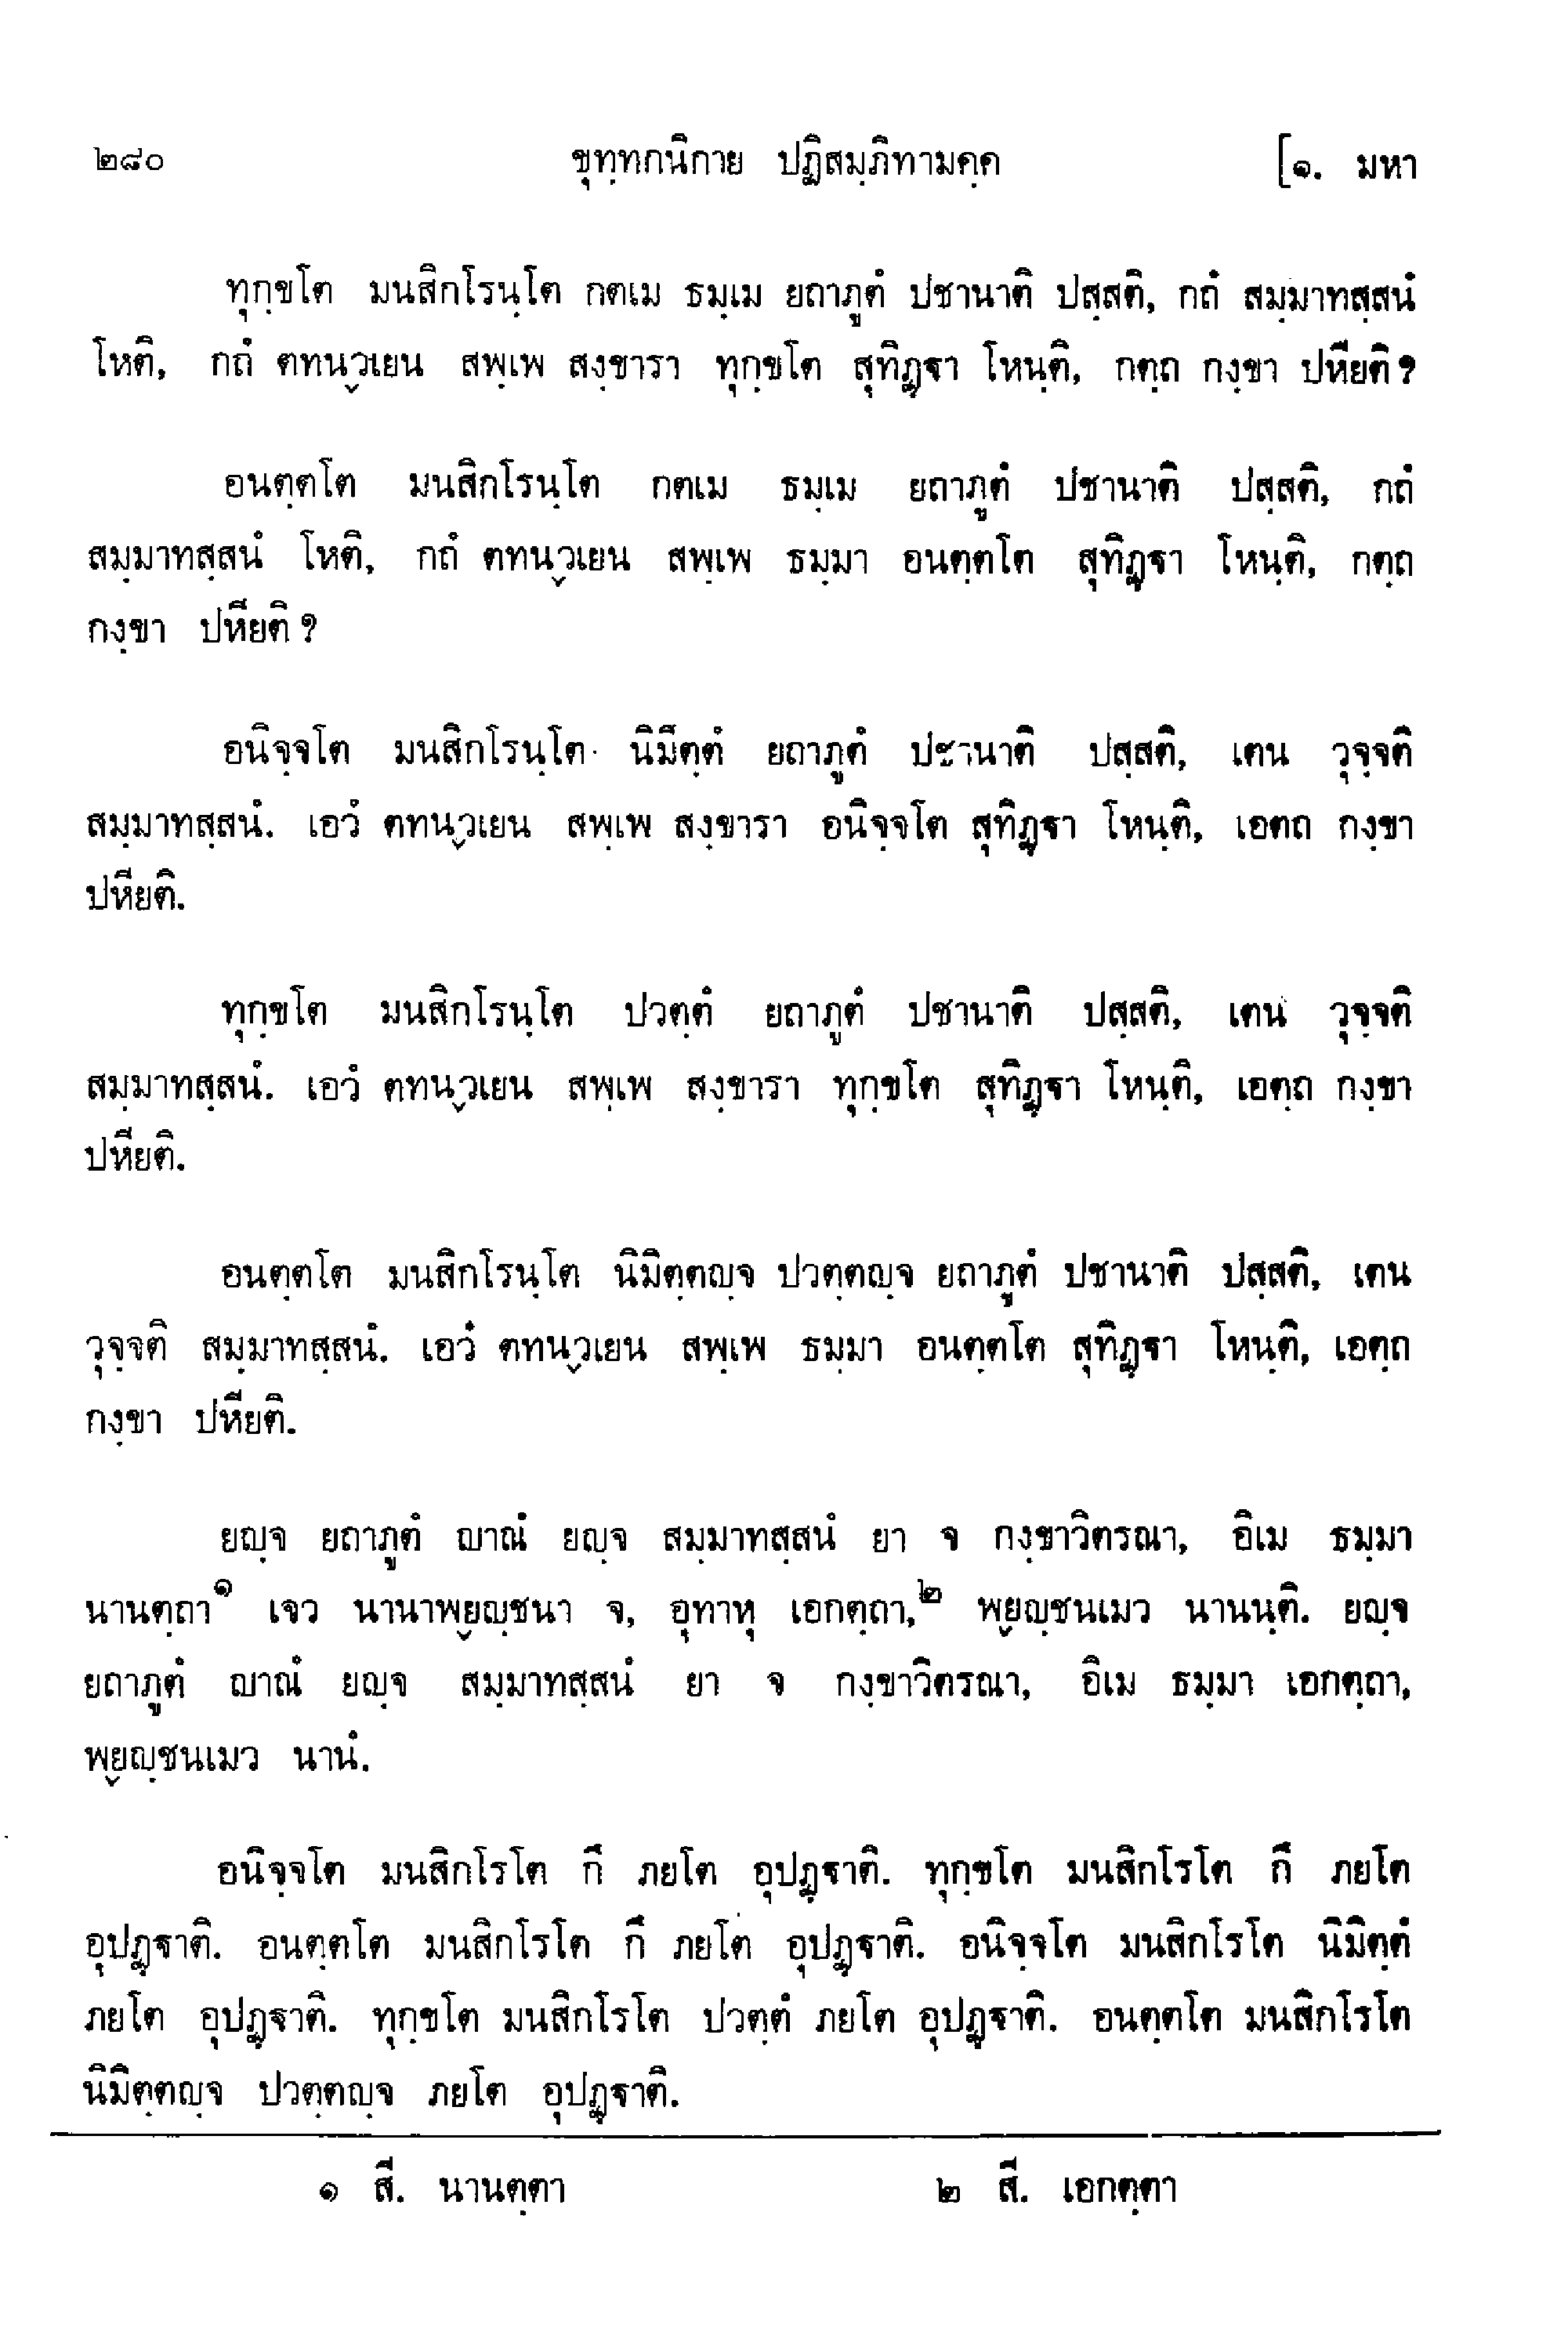 ๒๘๐ ขุทฺทกนิกาย ปฏิสมฺภิทามคฺค [๑. มหา
ทุกฺขโต มนสิกโรนฺโต กตเม ธมฺเม ยถาภูตํ ปชานาติ ปสฺสติ, กถํ สมฺมาทสฺสนํ
โหติ, กถํ ตทนฺวเยน สพฺเพ สงฺขารา ทุกฺขโต สุทิฏฺฐา โหนฺติ, กตฺถ กงฺขา ปหียติ ?
อนตฺตโต มนสิกโรนฺโต กตเม ธมฺเม ยถาภูตํ ปชานาติ ปสฺสติ, กถํ
สมฺมาทสฺสนํ โหติ, กถํ ตทนฺวเยน สพฺเพ ธมฺมา อนตฺตโต สุทิฏฺฐา โหนฺติ, กตฺถ
กงฺขา ปหียติ ?
อนิจฺจโต มนสิกโรนฺโต นิมิตฺตํ ยถาภูตํ ปชานาติ ปสฺสติ, เตน วุจฺจติ
สมฺมาทสฺสนํ. เอวํ ตทนฺวเยน สพฺเพ สงฺขารา อนิจฺจโต สุทิฏฺฐา โหนฺติ, เอตถ กงฺขา
ปหียติ.
ทุกฺขโต มนสิกโรนฺโต ปวตฺตํ ยถาภูตํ ปชานาติ ปสฺสติ, เตน วุจฺจติ
สมฺมาทสฺสนํ. เอวํ ตทนฺวเยน สพฺเพ สงฺขารา ทุกฺขโต สุทิฏฺฐา โหนฺติ, เอตฺถ กงฺขา
ปหียติ.
อนตฺตโต มนสิกโรนฺโต นิมิตฺตญฺจ ปวตฺตญฺจ ยถาภูตํ ปชานาติ ปสฺสติ, เตน
วุจฺจติ สมฺมาทสฺสนํ. เอวํ ตทนฺวเยน สพฺเพ ธมฺมา อนตฺตโต สุทิฏฺฐา โหนฺติ, เอตฺถ
กงฺขา ปหียติ.
ยญฺจ ยถาภูตํ ญาณํ ยญฺจ สมฺมาทสฺสนํ ยา จ กงฺขาวิตรณา, อิเม ธมฺมา
นานตฺถา๑ เจว นานาพฺยญฺชนา จ, อุทาหุ เอกตฺถา,๒ พฺยญฺชนเมว นานนฺติ. ยญฺจ
ยถาภูตํ ญาณํ ยญฺจ สมฺมาทสฺสนํ ยา จ กงฺขาวิตรณา, อิเม ธมฺมา เอกตฺถา,
พฺยญฺชนเมว นานํ.
อนิจฺจโต มนสิกโรโต กึ ภยโต อุปฏฺฐาติ. ทุกฺขโต มนสิกโรโต กึ ภยโต
อุปฏฺฐาติ. อนตฺตโต มนสิกโรโต กึ ภยโต อุปฏฺฐาติ. อนิจฺจโต มนสิกโรโต นิมิตฺตํ
ภยโต อุปฏฺฐาติ. ทุกฺขโต มนสิกโรโต ปวตฺตํ ภยโต อุปฏฺฐาติ. อนตฺตโต มนสิกโรโต
นิมิตฺตญฺจ ปวตฺตญฺจ ภยโต อุปฏฺฐาติ.
๑ สี. นานตฺตา ๒ สี. เอกตฺตา